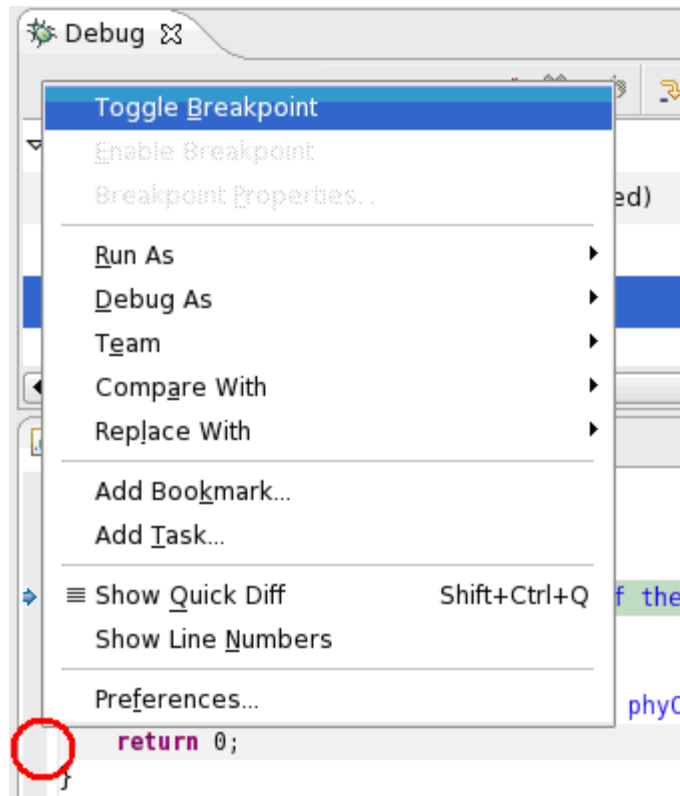 Debug
Toggle Breakpoint
Enable Breakpoint
Breakpoint Properties...
ed)
Run As
Debug As
Team
Compare With
Replace With
Add Bookmark...
Add Task...
Show Quick Diff Shift+Ctrl+Q
f the
Show Line Numbers
Preferences...
phyC
return 0;
}